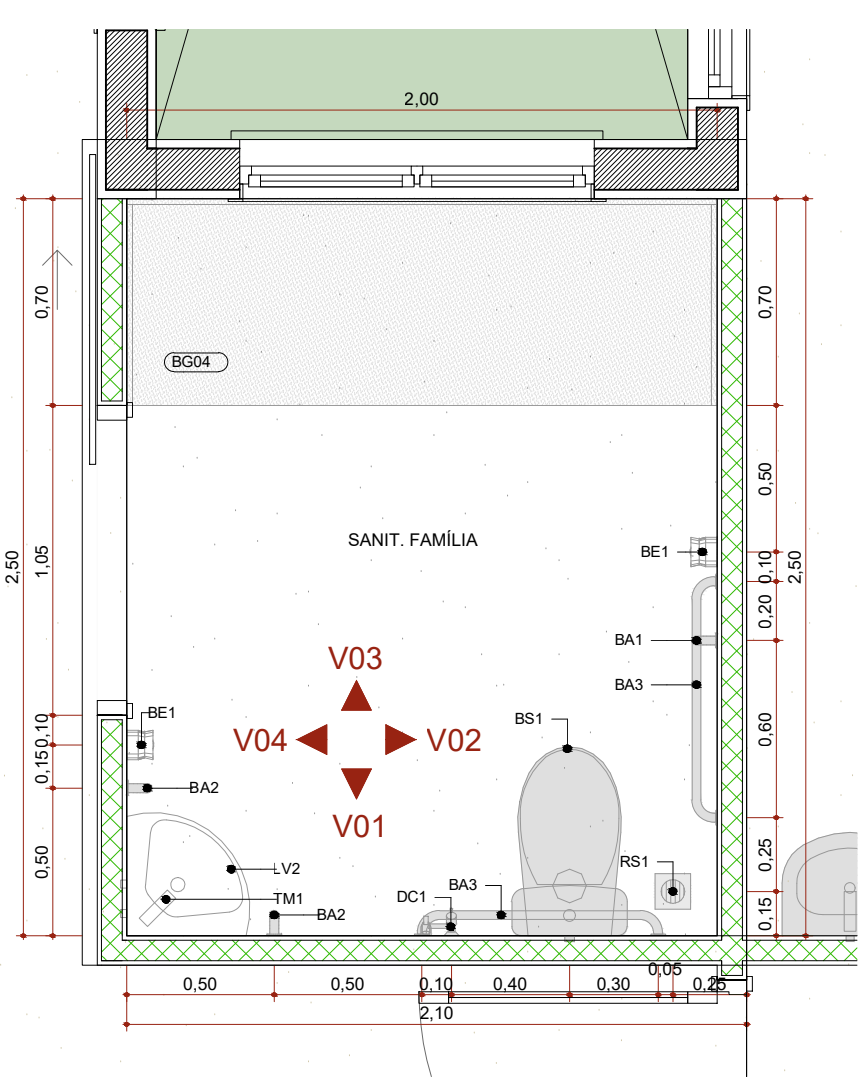 2,00
0,70
0,70
BG04
0,50
SANIT. FAMÍLIA
BE1
2,50
1,05
0,10
2,50
0,20
BA1
V03
BA3
BE1
BS1
0,10
V04
V02
0,60
0,15
BA2
V01
0,50
LV2
RS1
0,25
TM1
BA3
DC1
BA2
0,15
0,05
0,50
0,50
0,10
0,40
0,30
0,25
2,10